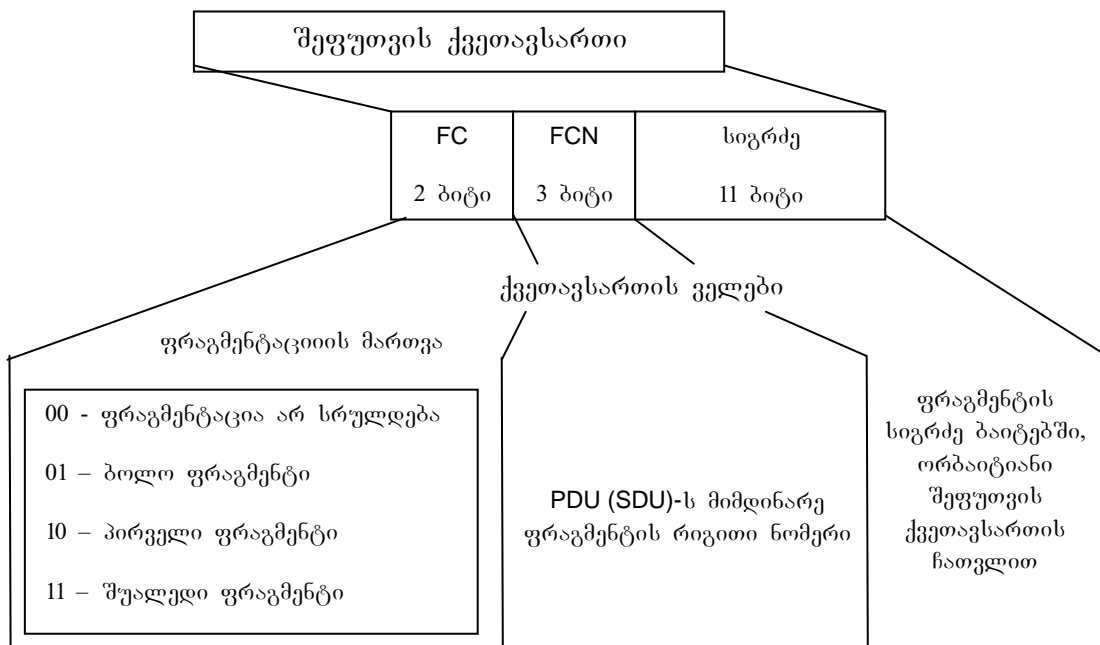 შეფუთვის ქვეთავსართი
FC
FCN
სიგრძე
2 ბიტი
3 ბიტი
11 ბიტი
ქვეთავსართის ველები
ფრაგმენტაციიის მართვა
00 - ფრაგმენტაცია არ სრულდება
01 – ბოლო ფრაგმენტი
10 – პირველი ფრაგმენტი
11 – შუალედი ფრაგმენტი
PDU (SDU)-ს მიმდინარე
ფრაგმენტის რიგითი ნომერი
ფრაგმენტის
სიგრძე ბაიტებში,
ორბაიტიანი
შეფუთვის
ქვეთავსართის
ჩათვლით